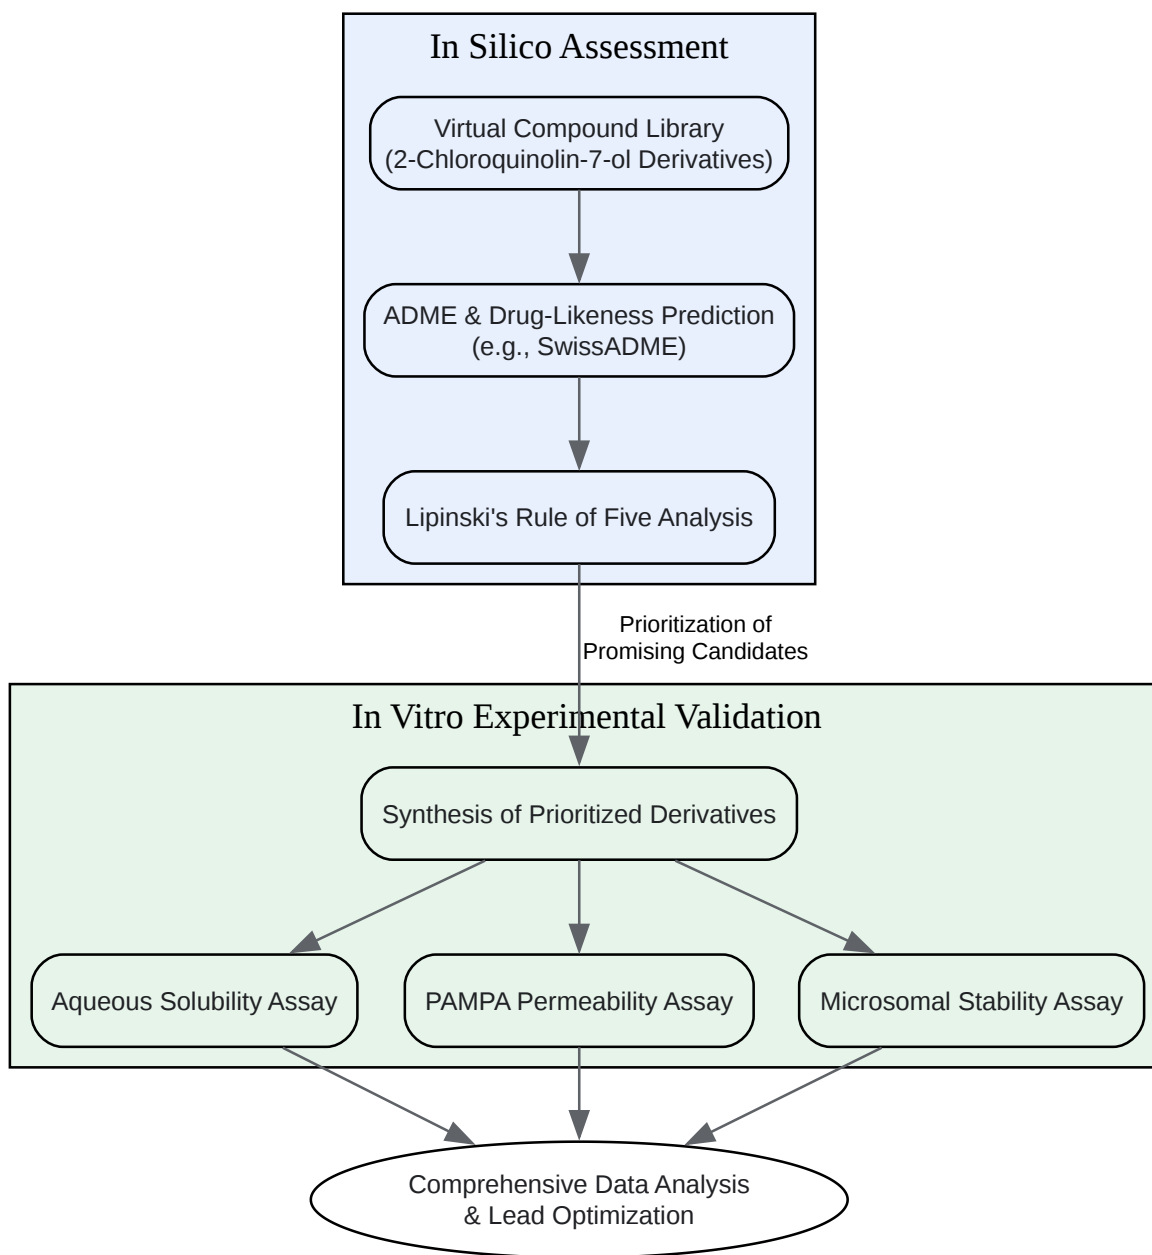 In Silico Assessment
Virtual Compound Library
(2-Chloroquinolin-7-ol Derivatives)
ADME & Drug-Likeness Prediction
(e.g., SwissADME)
Lipinski's Rule of Five Analysis
Prioritization of
Promising Candidates
In Vitro Experimental Validation
Synthesis of Prioritized Derivatives
Aqueous Solubility Assay
PAMPA Permeability Assay
Microsomal Stability Assay
Comprehensive Data Analysis
& Lead Optimization